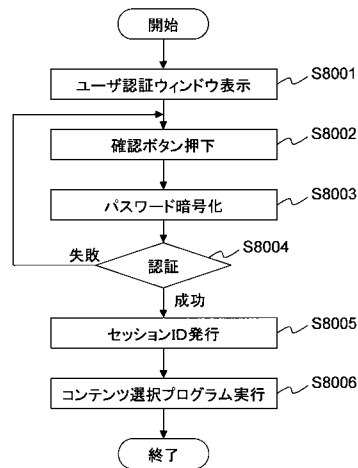 開始
ユーザ認証ウィンドウ表示
S8001
確認ボタン押下
S8002
パスワード暗号化
S8003
認証
S8004
失敗
成功
セッションID発行
S8005
コンテンツ選択プログラム実行
S8006
終了